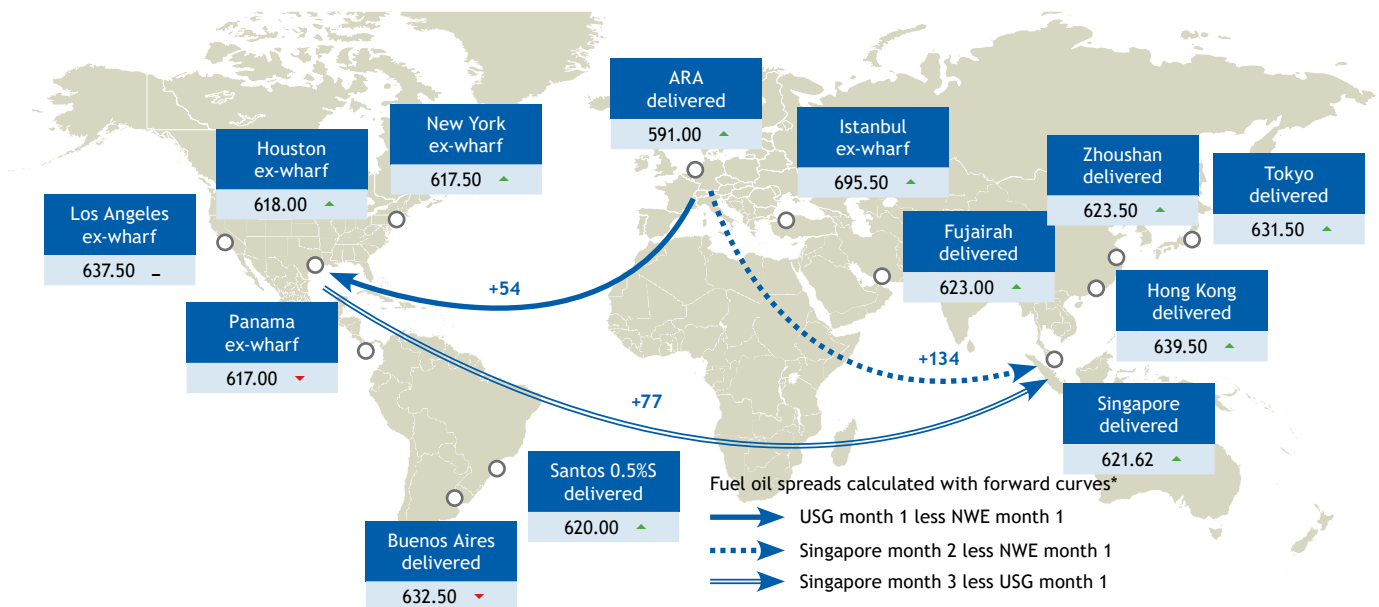 ARA
delivered
591.00
New York
ex-wharf
617.50
Istanbul
ex-wharf
695.50
Houston
ex-wharf
618.00
Zhoushan
delivered
623.50
Tokyo
delivered
631.50
Los Angeles
ex-wharf
637.50 –
Fujairah
delivered
623.00
+54
Hong Kong
delivered
639.50
Panama
ex-wharf
617.00
+134
+77
Singapore
delivered
621.62
Santos 0.5%S
delivered
620.00
Buenos Aires
delivered
632.50
Fuel oil spreads calculated with forward curves*
USG month 1 less NWE month 1
Singapore month 2 less NWE month 1
Singapore month 3 less USG month 1